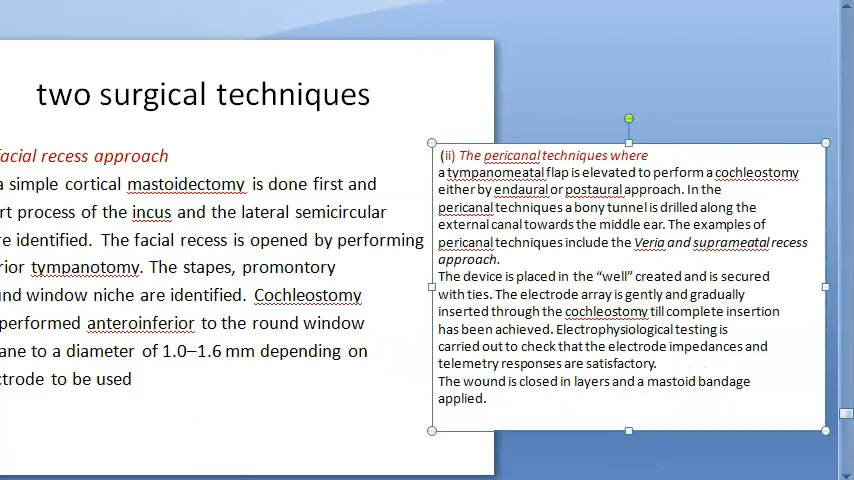 two surgical techniques
facial recess approach
a simple cortical mastoidectomy is done first and
rt process of the incus and the lateral semicircular
re identified. The facial recess is opened by performing
rior tympanotomy. The stapes, promontory
nd window niche are identified. Cochleostomy
performed anteroinferior to the round window
ane to a diameter of 1.0–1.6 mm depending on
ctrode to be used
(ii) The pericanal techniques where
a tympanomeatal flap is elevated to perform a cochleostomy
either by endaural or postaural approach. In the
pericanal techniques a bony tunnel is drilled along the
external canal towards the middle ear. The examples of
pericanal techniques include the Veria and suprameatal recess
approach.
The device is placed in the “well” created and is secured
with ties. The electrode array is gently and gradually
inserted through the cochleostomy till complete insertion
has been achieved. Electrophysiological testing is
carried out to check that the electrode impedances and
telemetry responses are satisfactory.
The wound is closed in layers and a mastoid bandage
applied.